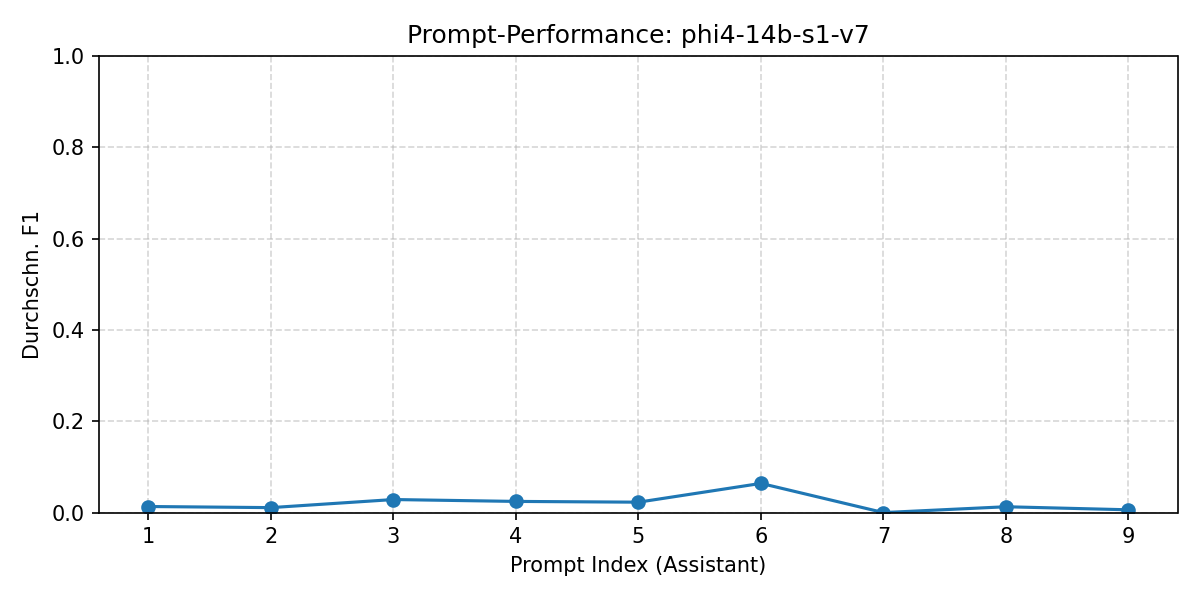 Prompt-Performance: phi4-14b-s1-v7
1.0
0.8
0.6
0.4
0.2
0.0
Durchschn. F1
1 2 3 4 5 6 7 8 9
Prompt Index (Assistant)